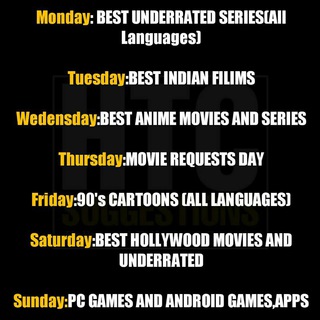 Monday: BEST UNDERRATED SERIES(All
Languages)
Tuesday:BEST INDIAN FILIMS
Wedensday:BEST ANIME MOVIES AND SERIES
Thursday:MOVIE REQUESTS DAY
Friday:90's CARTOONS (ALL LANGUAGES)
Saturday:BEST HOLLYWOOD MOVIES AND
UNDERRATED
Sunday:PC GAMES AND ANDROID GAMES,APPS
HTC
SUGGESTIONS